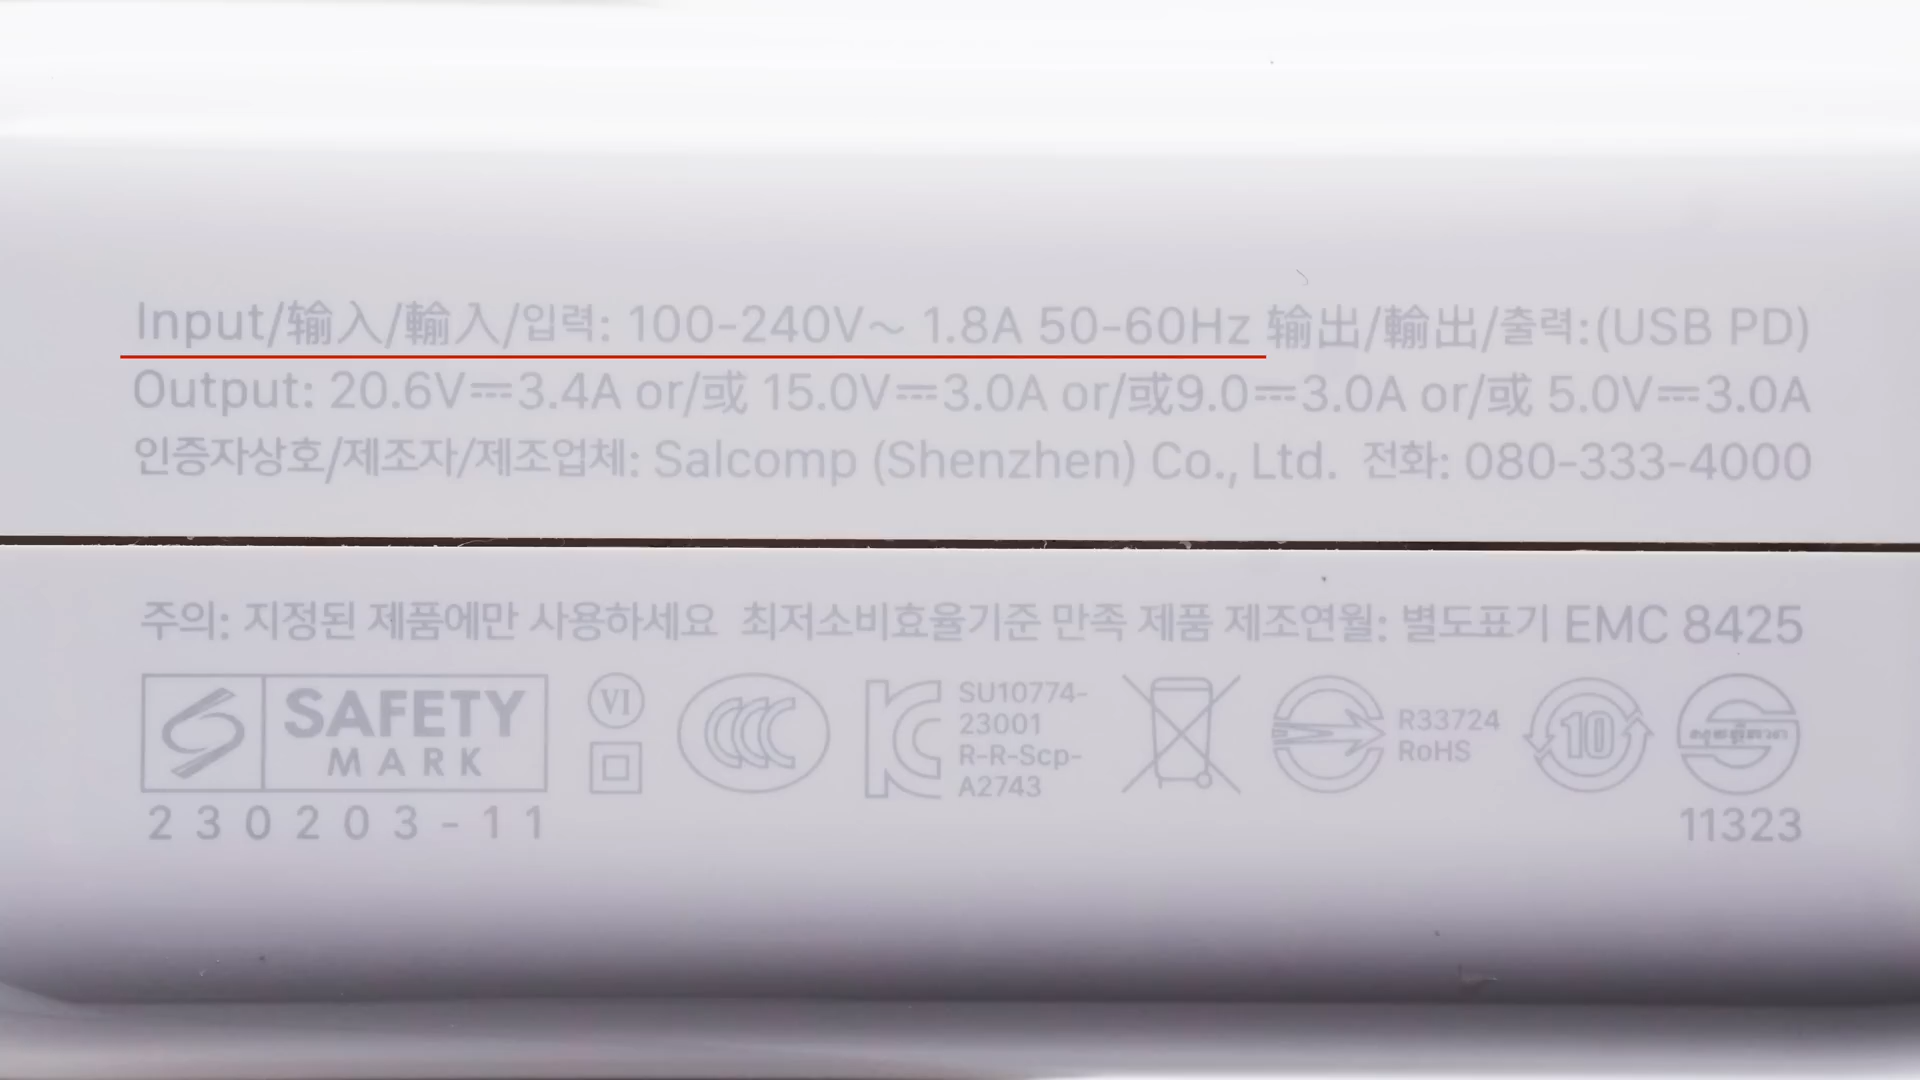 Input/输入/輸入/입력: 100-240V～ 1.8A 50-60Hz 输出/輸出/출력:(USB PD)
Output: 20.6V⎓3.4A or/或 15.0V⎓3.0A or/或9.0⎓3.0A or/或 5.0V⎓3.0A
인증자상호/제조자/제조업체: Salcomp (Shenzhen) Co., Ltd. 전화: 080-333-4000
주의: 지정된 제품에만 사용하세요 최저소비효율기준 만족 제품 제조연월: 별도표기 EMC 8425
SAFETY
MARK
230203-11
VI
CCC
KC
SU10774-
23001
R-R-Scp-
A2743
R33724
RoHS
10
11323